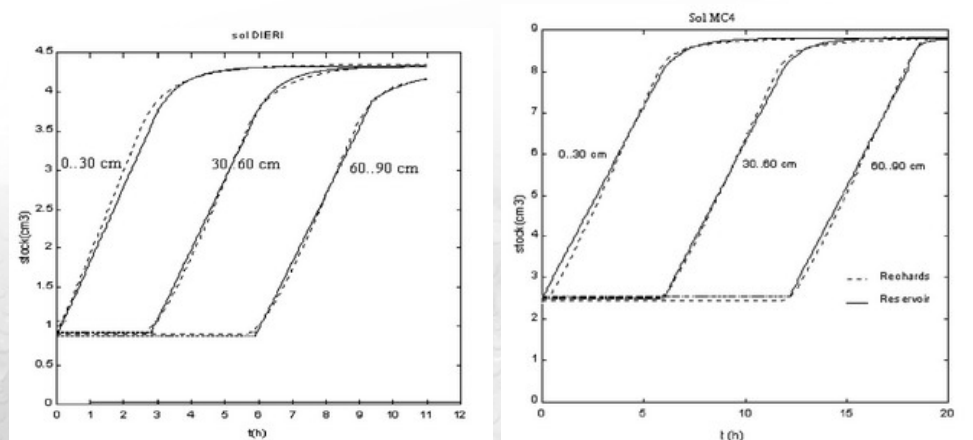 sol DIERI
4.5
4
3.5
3
2.5
2
1.5
1
0.5
0
stock(cm3)
0..30 cm
30..60 cm
60..90 cm
0 1 2 3 4 5 6 7 8 9 10 11 12
t(h)
Sol MC4
9
8
7
6
5
4
3
2
1
0
stock(cm3)
0..30 cm
30..60 cm
60..90 cm
Rechards
Reservoir
0 5 10 15 20
t (h)